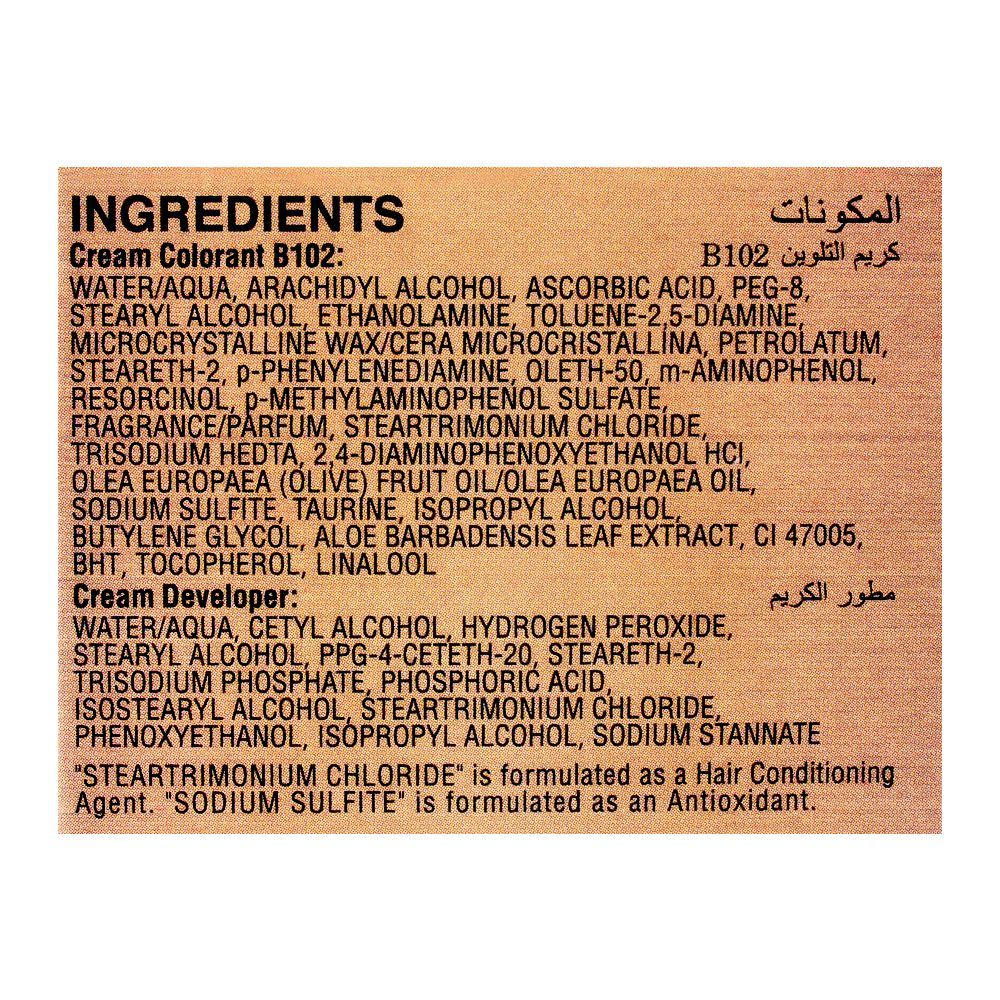 INGREDIENTS المكونات
Cream Colorant B102: كريم التلوين B102
WATER/AQUA, ARACHIDYL ALCOHOL, ASCORBIC ACID, PEG-8,
STEARYL ALCOHOL, ETHANOLAMINE, TOLUENE-2,5-DIAMINE,
MICROCRYSTALLINE WAX/CERA MICROCRISTALLINA, PETROLATUM,
STEARETH-2, p-PHENYLENEDIAMINE, OLETH-50, m-AMINOPHENOL,
RESORCINOL, p-METHYLAMINOPHENOL SULFATE,
FRAGRANCE/PARFUM, STEARTRIMONIUM CHLORIDE,
TRISODIUM HEDTA, 2,4-DIAMINOPHENOXYETHANOL HCl,
OLEA EUROPAEA (OLIVE) FRUIT OIL/OLEA EUROPAEA OIL,
SODIUM SULFITE, TAURINE, ISOPROPYL ALCOHOL,
BUTYLENE GLYCOL, ALOE BARBADENSIS LEAF EXTRACT, CI 47005,
BHT, TOCOPHEROL, LINALOOL
Cream Developer: مطور الكريم
WATER/AQUA, CETYL ALCOHOL, HYDROGEN PEROXIDE,
STEARYL ALCOHOL, PPG-4-CETETH-20, STEARETH-2,
TRISODIUM PHOSPHATE, PHOSPHORIC ACID,
ISOSTEARYL ALCOHOL, STEARTRIMONIUM CHLORIDE,
PHENOXYETHANOL, ISOPROPYL ALCOHOL, SODIUM STANNATE
"STEARTRIMONIUM CHLORIDE" is formulated as a Hair Conditioning
Agent. "SODIUM SULFITE" is formulated as an Antioxidant.